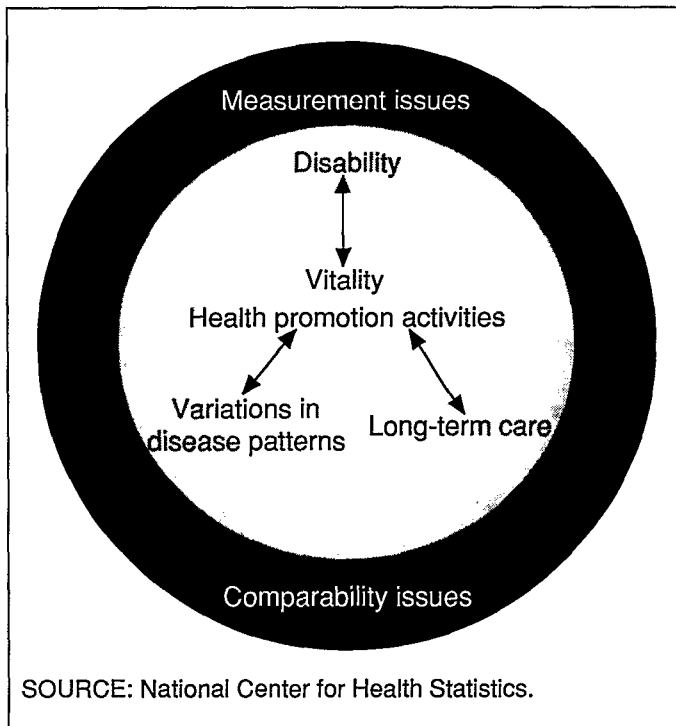 Measurement issues
Disability
Vitality
Health promotion activities
Variations in
disease patterns
Long-term care
Comparability issues
SOURCE: National Center for Health Statistics.